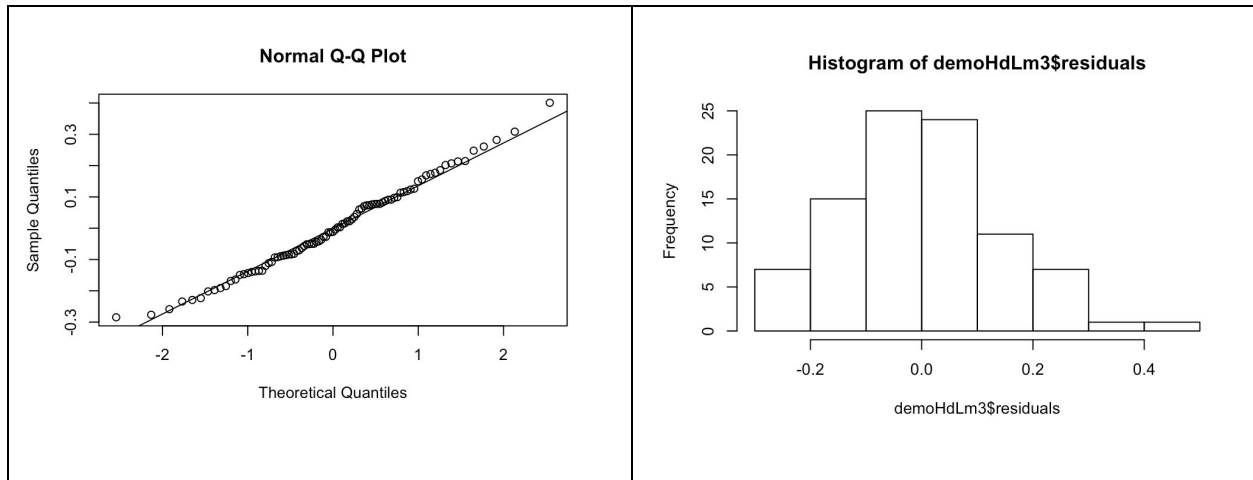 Normal Q-Q Plot
Sample Quantiles
0.3
0.1
-0.1
-0.3
-2 -1 0 1 2
Theoretical Quantiles
Histogram of demoHdLm3$residuals
Frequency
25
20
15
10
5
0
-0.2 0.0 0.2 0.4
demoHdLm3$residuals